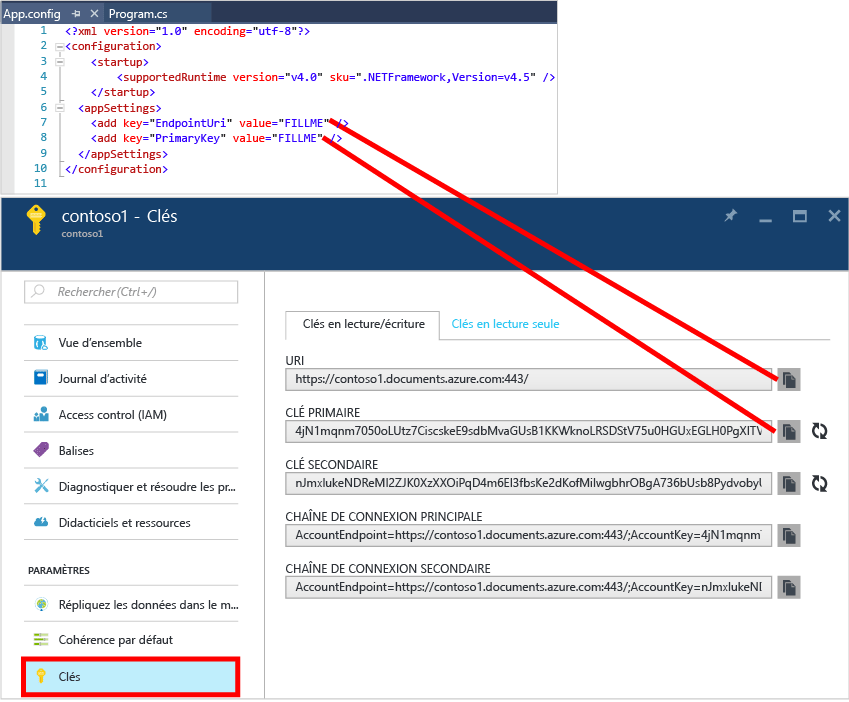 App.config
Program.cs
1 <?xml version="1.0" encoding="utf-8"?>
2 <configuration>
3 <startup>
4 <supportedRuntime version="v4.0" sku=".NETFramework,Version=v4.5" />
5 </startup>
6 <appSettings>
7 <add key="EndpointUri" value="FILLME" />
8 <add key="PrimaryKey" value="FILLME" />
9 </appSettings>
10 </configuration>
11
contoso1 - Clés
contoso1
Rechercher (Ctrl+/)
Vue d'ensemble
Journal d'activité
Access control (IAM)
Balises
Diagnostiquer et résoudre les pr...
Didacticiels et ressources
PARAMÈTRES
Répliquez les données dans le m...
Cohérence par défaut
Clés
Clés en lecture/écriture
Clés en lecture seule
URI
https://contoso1.documents.azure.com:443/
CLÉ PRIMAIRE
4jN1mqnm7050oLUtz7CiscskeE9sdbMvaGUsB1KKWknoLRSDStV75u0HGUxEGLH0PgXITV
CLÉ SECONDAIRE
nJmxlukeNDReMI2ZJK0XzXXOiPqD4m6EI3fbsKe2dKofMilwgbhrOBgA736bUsb8Pydvobyl
CHAÎNE DE CONNEXION PRINCIPALE
AccountEndpoint=https://contoso1.documents.azure.com:443/;AccountKey=4jN1mqnm
CHAÎNE DE CONNEXION SECONDAIRE
AccountEndpoint=https://contoso1.documents.azure.com:443/;AccountKey=nJmxlukeN